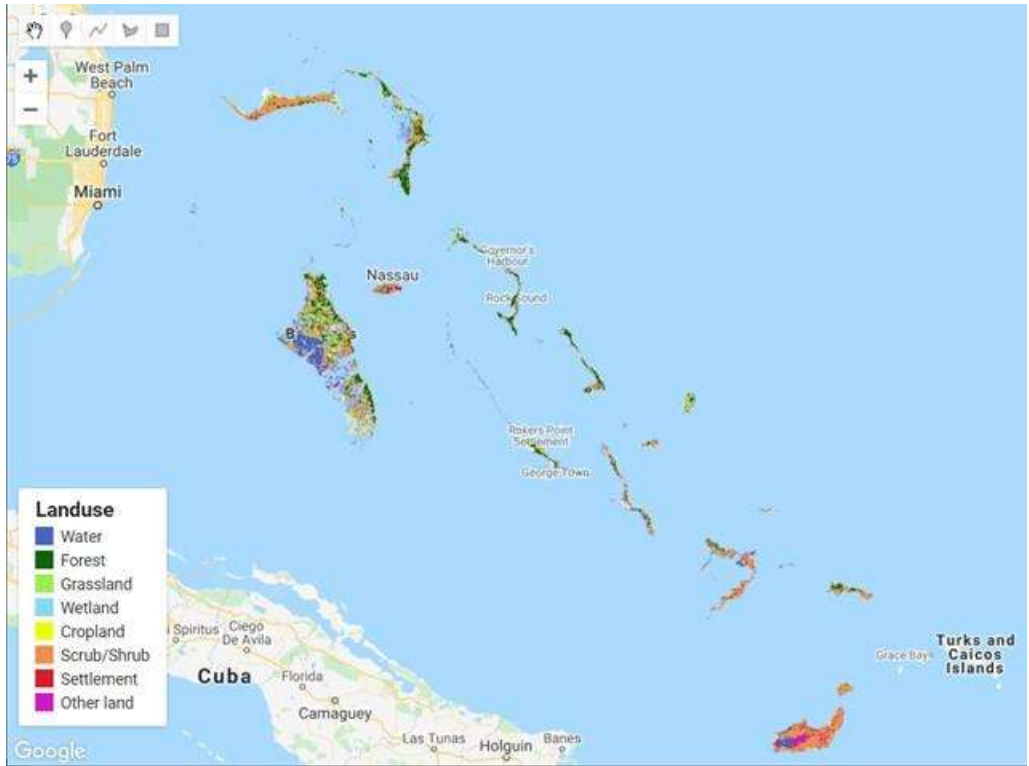 West Palm
Beach
Fort
Lauderdale
75
Miami
Governor's
Harbour
Nassau
Rock Sound
B s
Rokers Point
Settlement
George Town
Landuse
Water
Forest
Grassland
Wetland
Cropland
Scrub/Shrub
Settlement
Other land
i Spiritus
Ciego
De Avila
Cuba
Florida
Camaguey
Las Tunas
Holguin
Banes
Grace Bay
Turks and
Caicos
Islands
Google